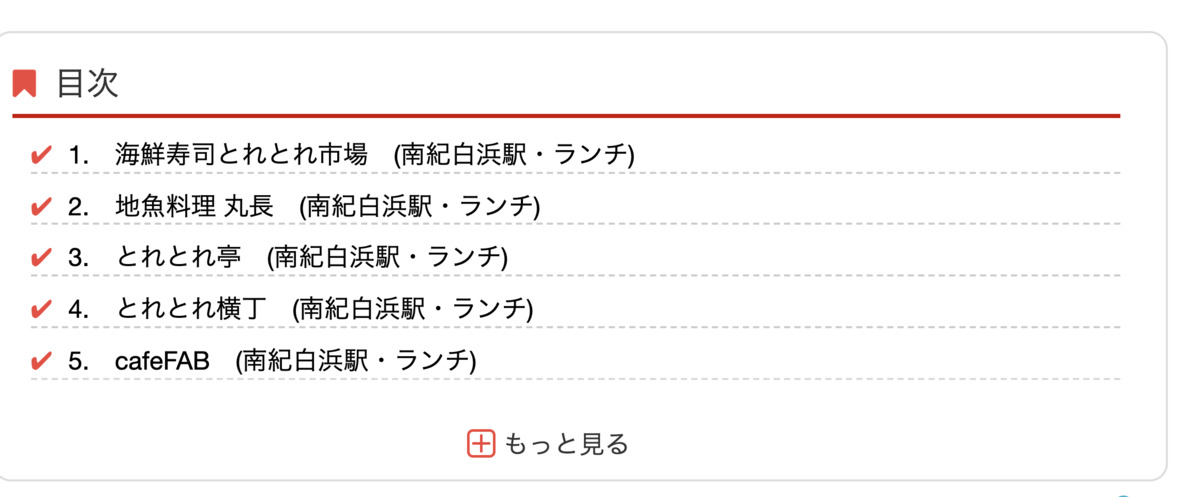 目次
1.　海鮮寿司とれとれ市場　(南紀白浜駅・ランチ)
2.　地魚料理 丸長　(南紀白浜駅・ランチ)
3.　とれとれ亭　(南紀白浜駅・ランチ)
4.　とれとれ横丁　(南紀白浜駅・ランチ)
5.　cafeFAB　(南紀白浜駅・ランチ)
もっと見る